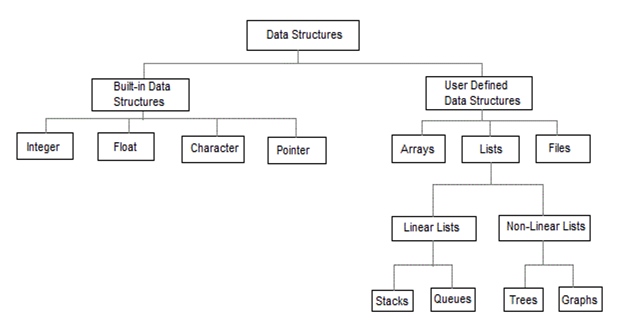 Data Structures
Built-in Data
Structures
User Defined
Data Structures
Integer
Float
Character
Pointer
Arrays
Lists
Files
Linear Lists
Non-Linear Lists
Stacks
Queues
Trees
Graphs